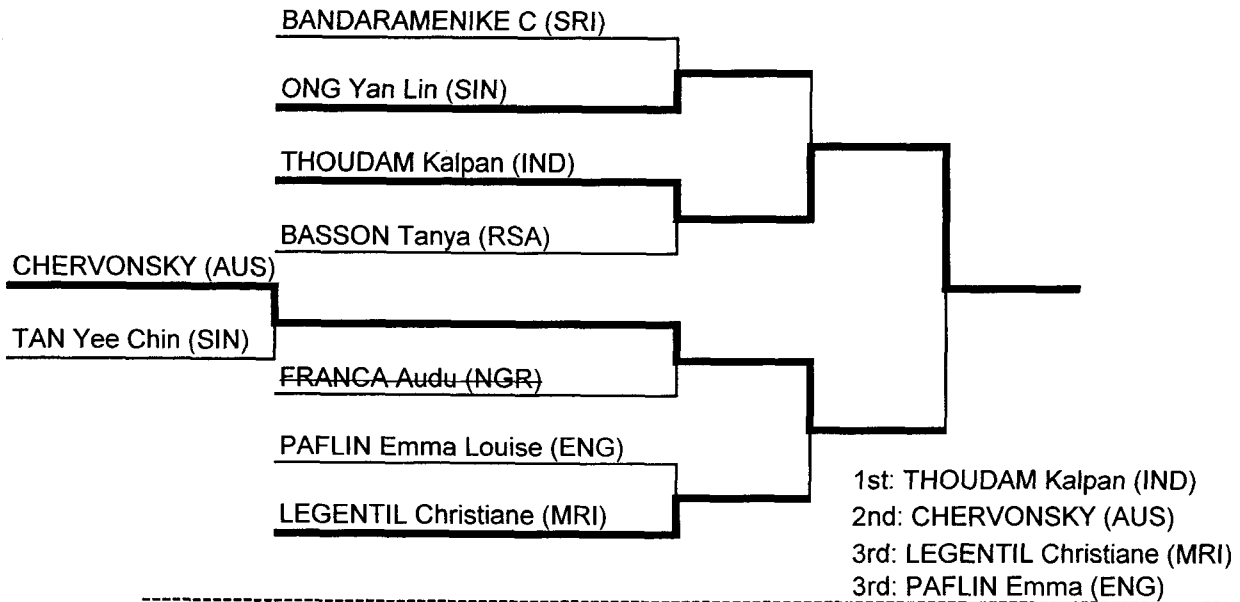 BANDARAMENIKE C (SRI)
ONG Yan Lin (SIN)
THOUDAM Kalpan (IND)
BASSON Tanya (RSA)
CHERVONSKY (AUS)
TAN Yee Chin (SIN)
FRANCA Audu (NGR)
PAFLIN Emma Louise (ENG)
LEGENTIL Christiane (MRI)
1st: THOUDAM Kalpan (IND)
2nd: CHERVONSKY (AUS)
3rd: LEGENTIL Christiane (MRI)
3rd: PAFLIN Emma (ENG)